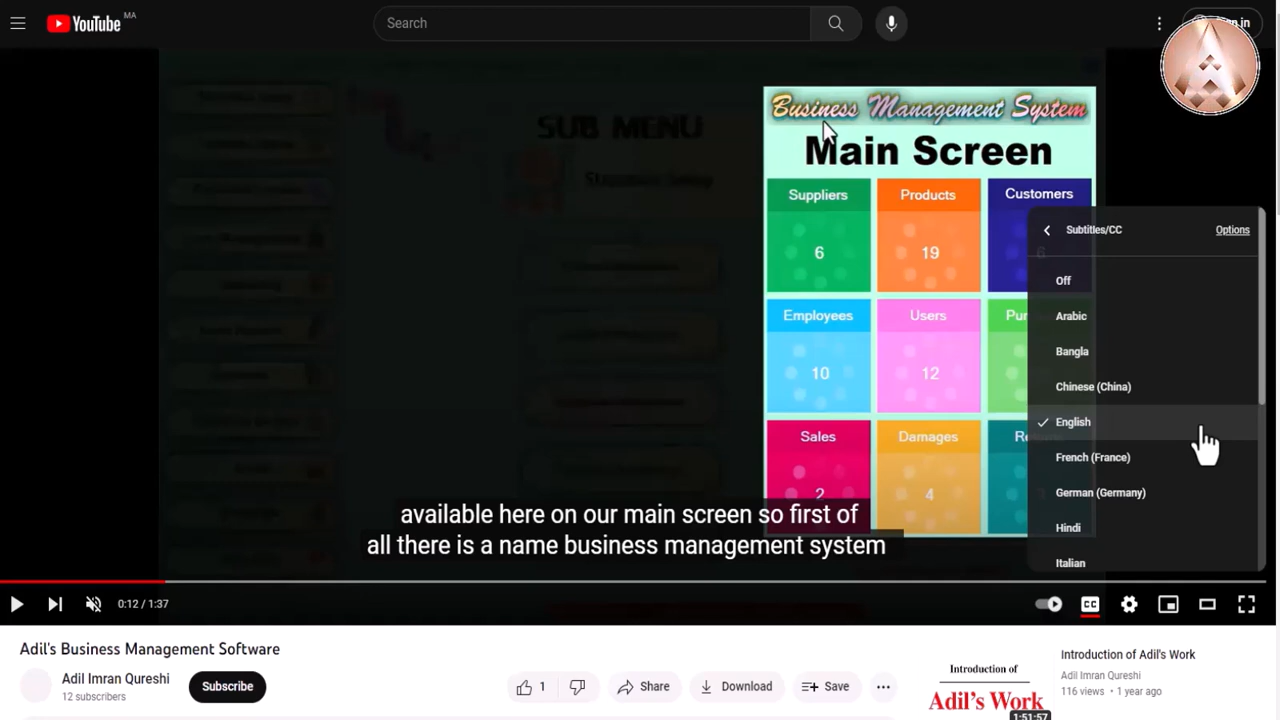 YouTube MA
Search
Business Management System
Main Screen
Suppliers
Products
Customers
6
19
6
Employees
Users
10
12
Sales
Damages
2
4
SUB MENU
Subtitles/CC
Options
Off
Arabic
Bangla
Chinese (China)
English
French (France)
German (Germany)
Hindi
Italian
available here on our main screen so first of
all there is a name business management system
0:12 / 1:37
CC
Adil's Business Management Software
Adil Imran Qureshi
12 subscribers
Subscribe
1
Share
Download
Save
Introduction of
Adil's Work
1:51:57
Introduction of Adil's Work
Adil Imran Qureshi
116 views • 1 year ago